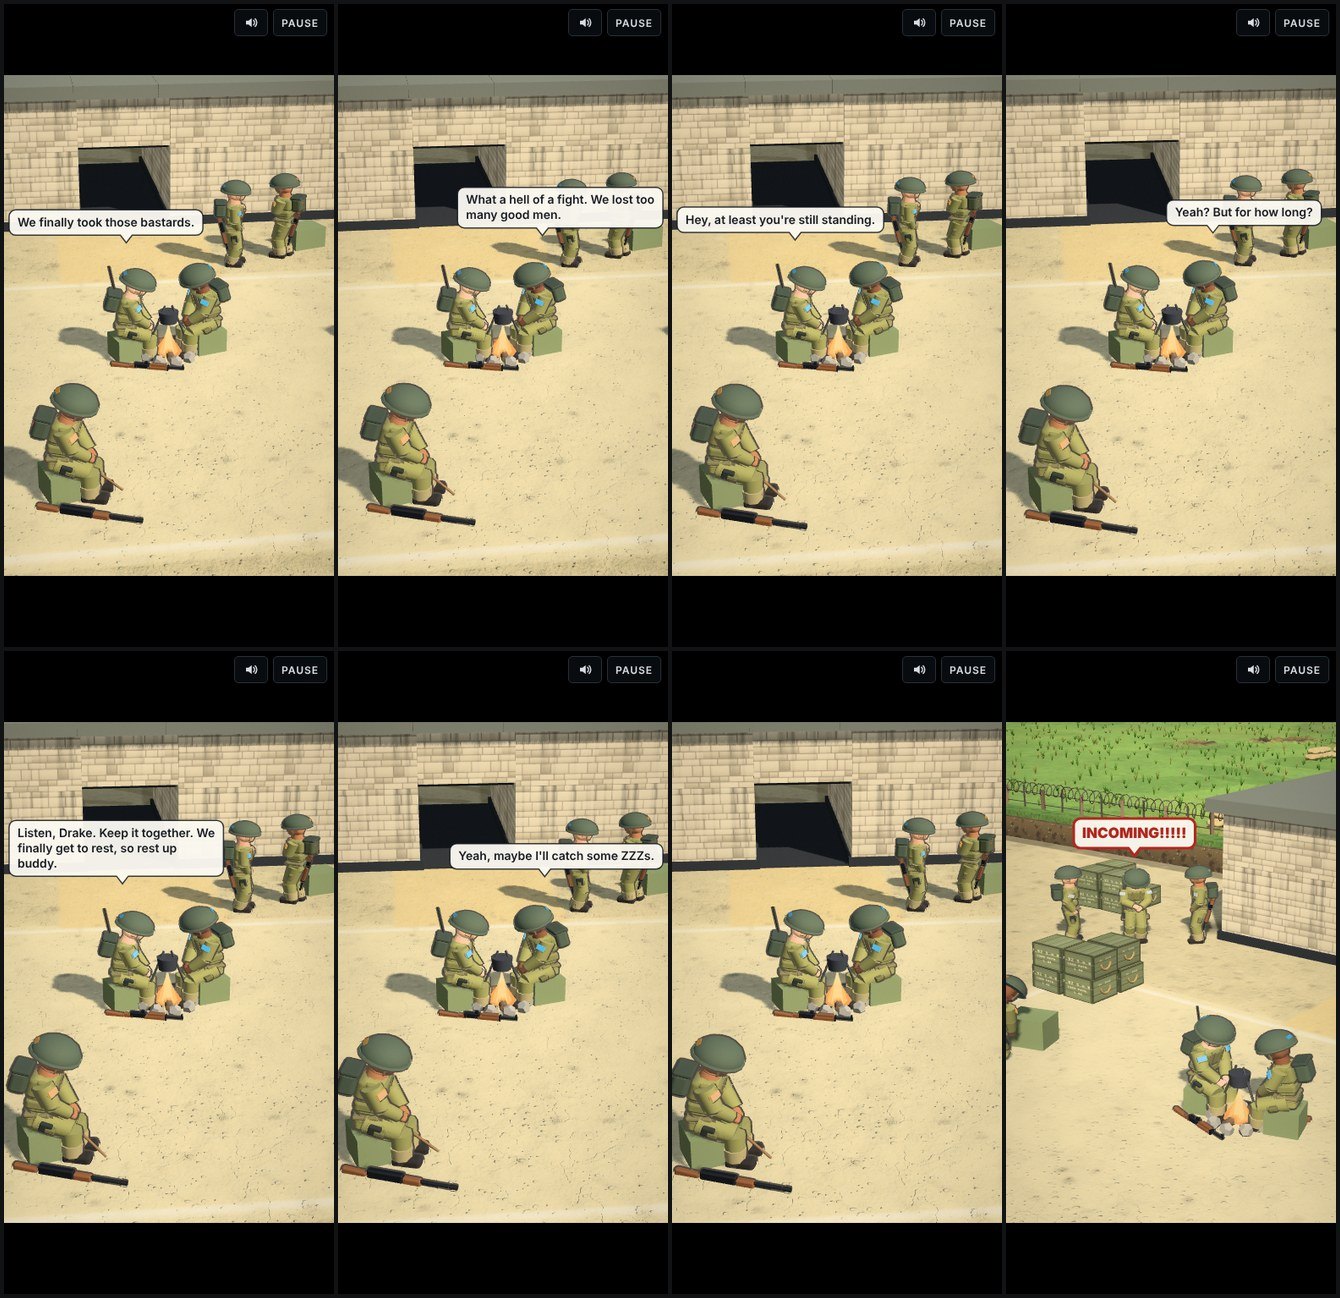 PAUSE
PAUSE
PAUSE
PAUSE
We finally took those bastards.
What a hell of a fight. We lost too
many good men.
Hey, at least you're still standing.
Yeah? But for how long?
PAUSE
PAUSE
PAUSE
PAUSE
Listen, Drake. Keep it together. We
finally get to rest, so rest up
buddy.
Yeah, maybe I'll catch some ZZZs.
INCOMING!!!!!